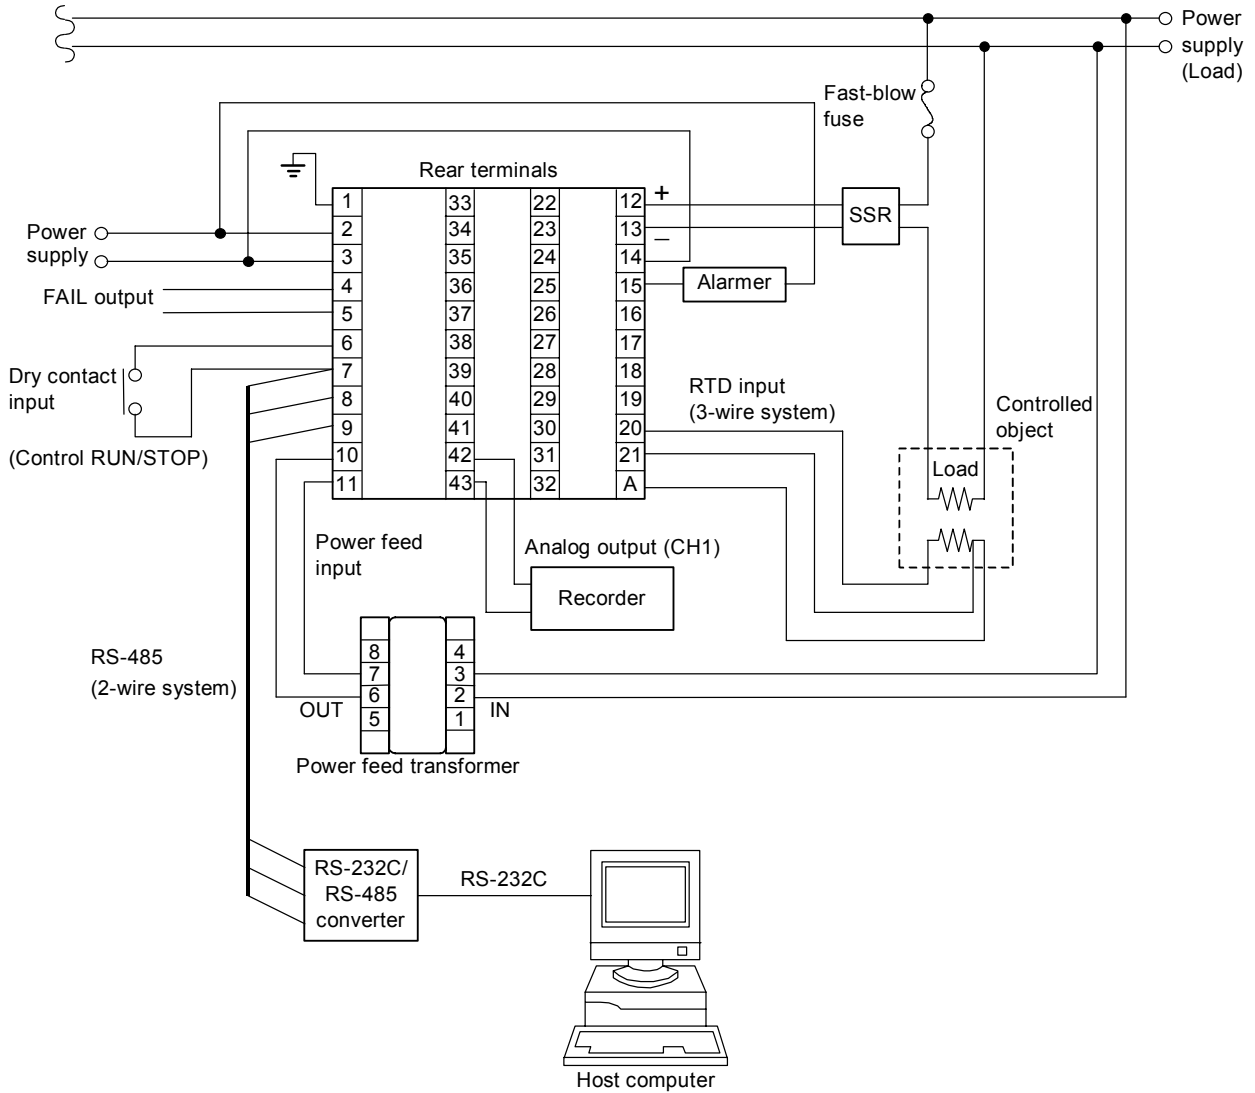 Power
supply
(Load)
Fast-blow
fuse
Rear terminals
1 33 22 12 +
2 34 23 13 –
3 35 24 14
4 36 25 15
5 37 26 16
6 38 27 17
7 39 28 18
8 40 29 19
9 41 30 20
10 42 31 21
11 43 32 A
SSR
Power
supply
Alarmer
FAIL output
Dry contact
input
(Control RUN/STOP)
RTD input
(3-wire system)
Controlled
object
Load
Power feed
input
Analog output (CH1)
Recorder
RS-485
(2-wire system)
8 4
7 3
6 2
5 1
OUT
IN
Power feed transformer
RS-232C/
RS-485
converter
RS-232C
Host computer